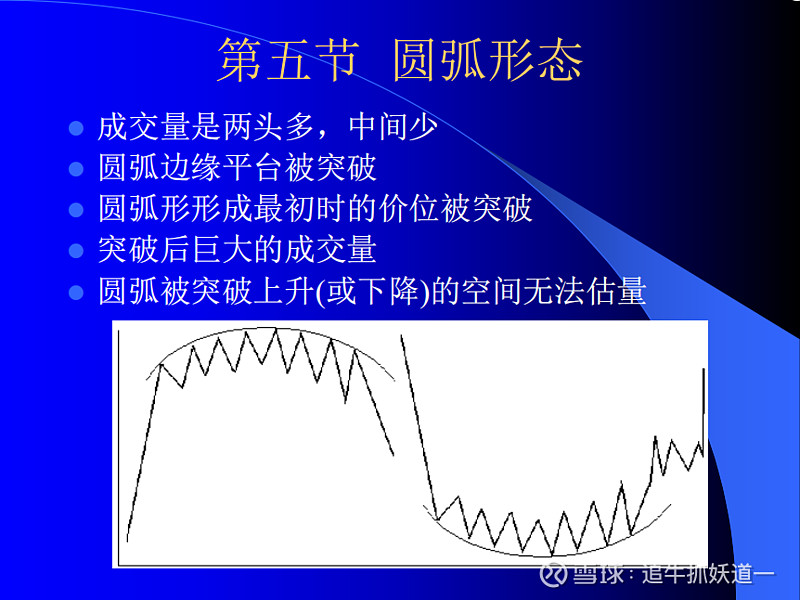 第五节 圆弧形态
成交量是两头多，中间少
圆弧边缘平台被突破
圆弧形形成最初时的价位被突破
突破后巨大的成交量
圆弧被突破上升(或下降)的空间无法估量
雪球：追牛抓妖道一